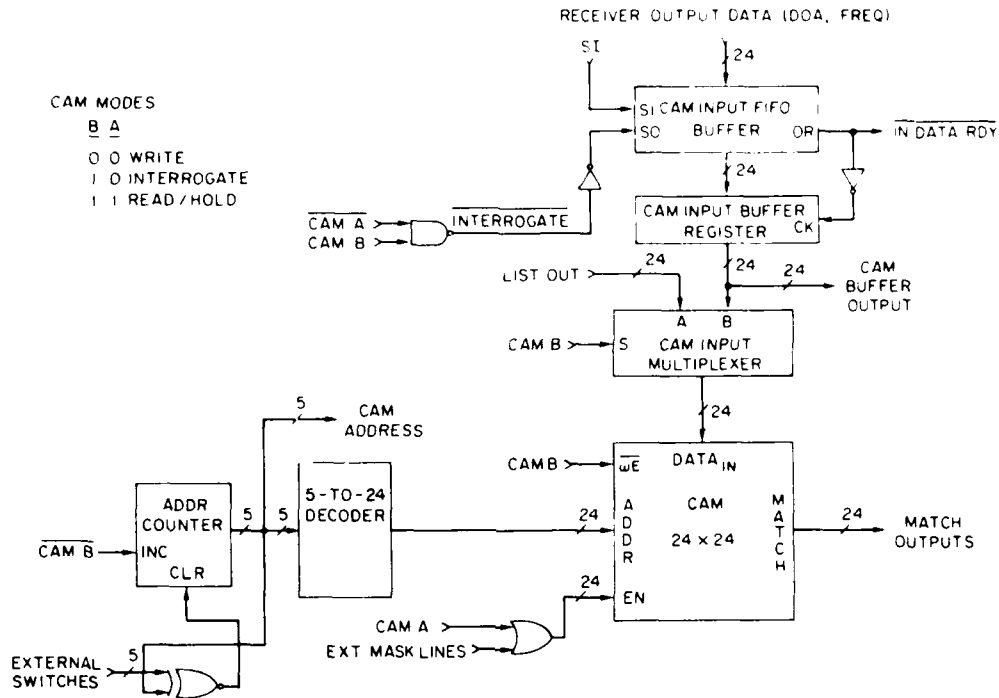 RECEIVER OUTPUT DATA (DOA, FREQ)
SI
24
CAM MODES
B A
0 0 WRITE
1 0 INTERROGATE
1 1 READ/HOLD
SI CAM INPUT FIFO
SO BUFFER OR
IN DATA RDY
24
CAM A
CAM B
INTERROGATE
CAM INPUT BUFFER
REGISTER CK
LIST OUT
24
24
24
CAM
BUFFER
OUTPUT
A B
CAM B
S CAM INPUT
MULTIPLEXER
24
5
CAM
ADDRESS
CAM B
WE DATA IN
ADDR
COUNTER
5
5
5-TO-24
DECODER
24
ADDR
CAM
24 × 24
MATCH
24
MATCH
OUTPUTS
CAM B
INC
CLR
24
EN
CAM A
EXT MASK LINES
EXTERNAL
SWITCHES
5